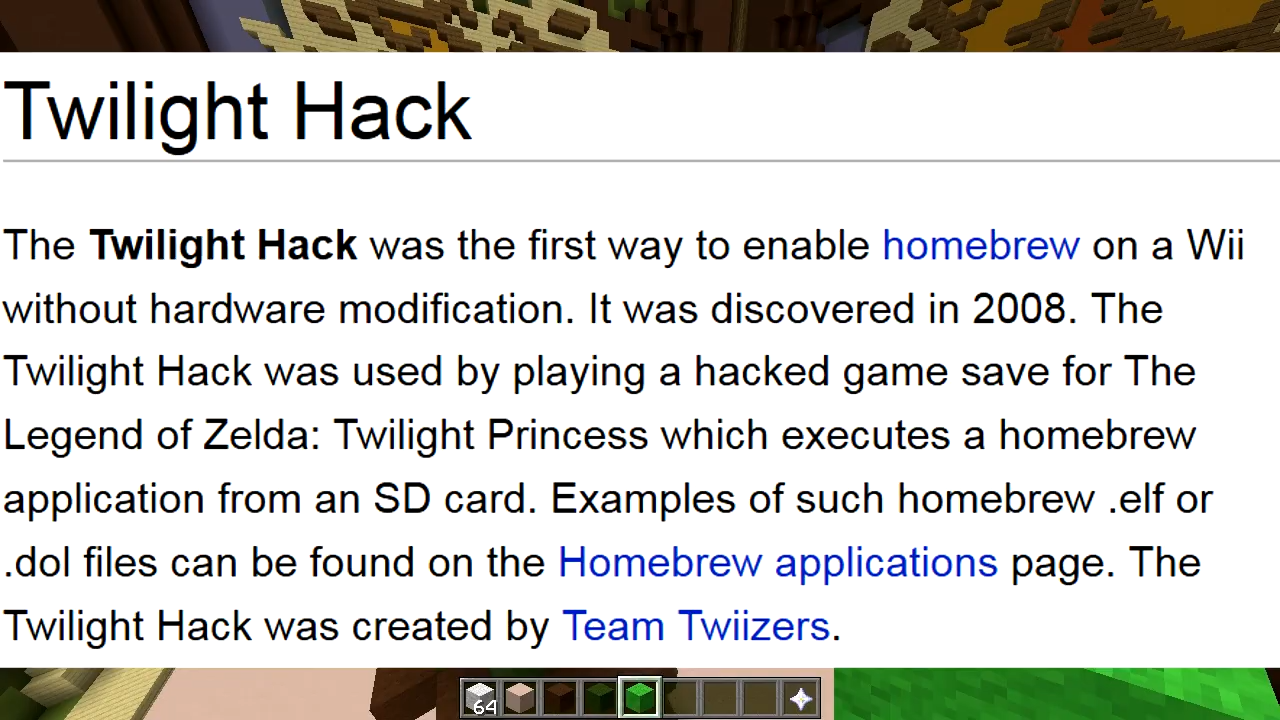 Twilight Hack
The Twilight Hack was the first way to enable homebrew on a Wii
without hardware modification. It was discovered in 2008. The
Twilight Hack was used by playing a hacked game save for The
Legend of Zelda: Twilight Princess which executes a homebrew
application from an SD card. Examples of such homebrew .elf or
.dol files can be found on the Homebrew applications page. The
Twilight Hack was created by Team Twiizers.
64